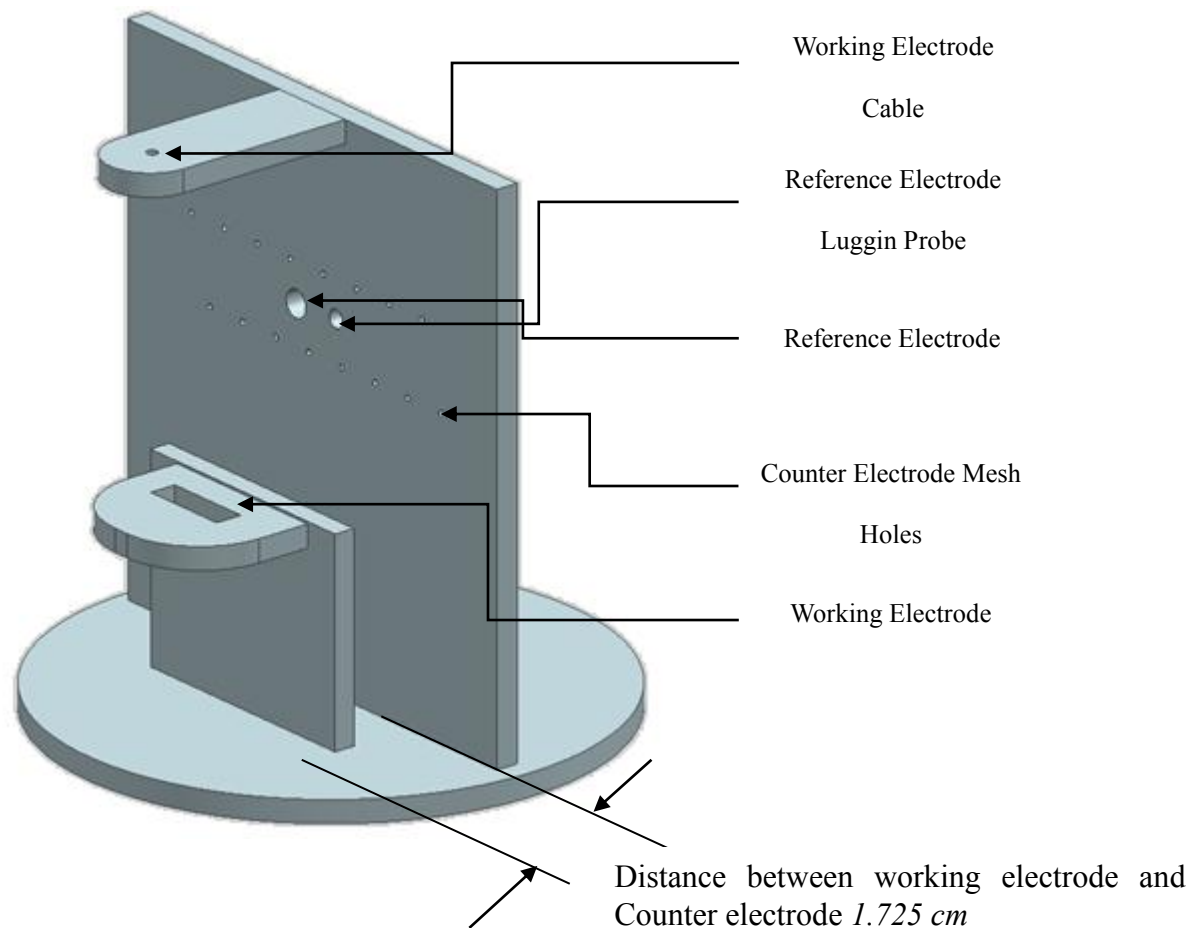 Working Electrode
Cable
Reference Electrode
Luggin Probe
Reference Electrode
Counter Electrode Mesh
Holes
Working Electrode
Distance between working electrode and
Counter electrode 1.725 cm